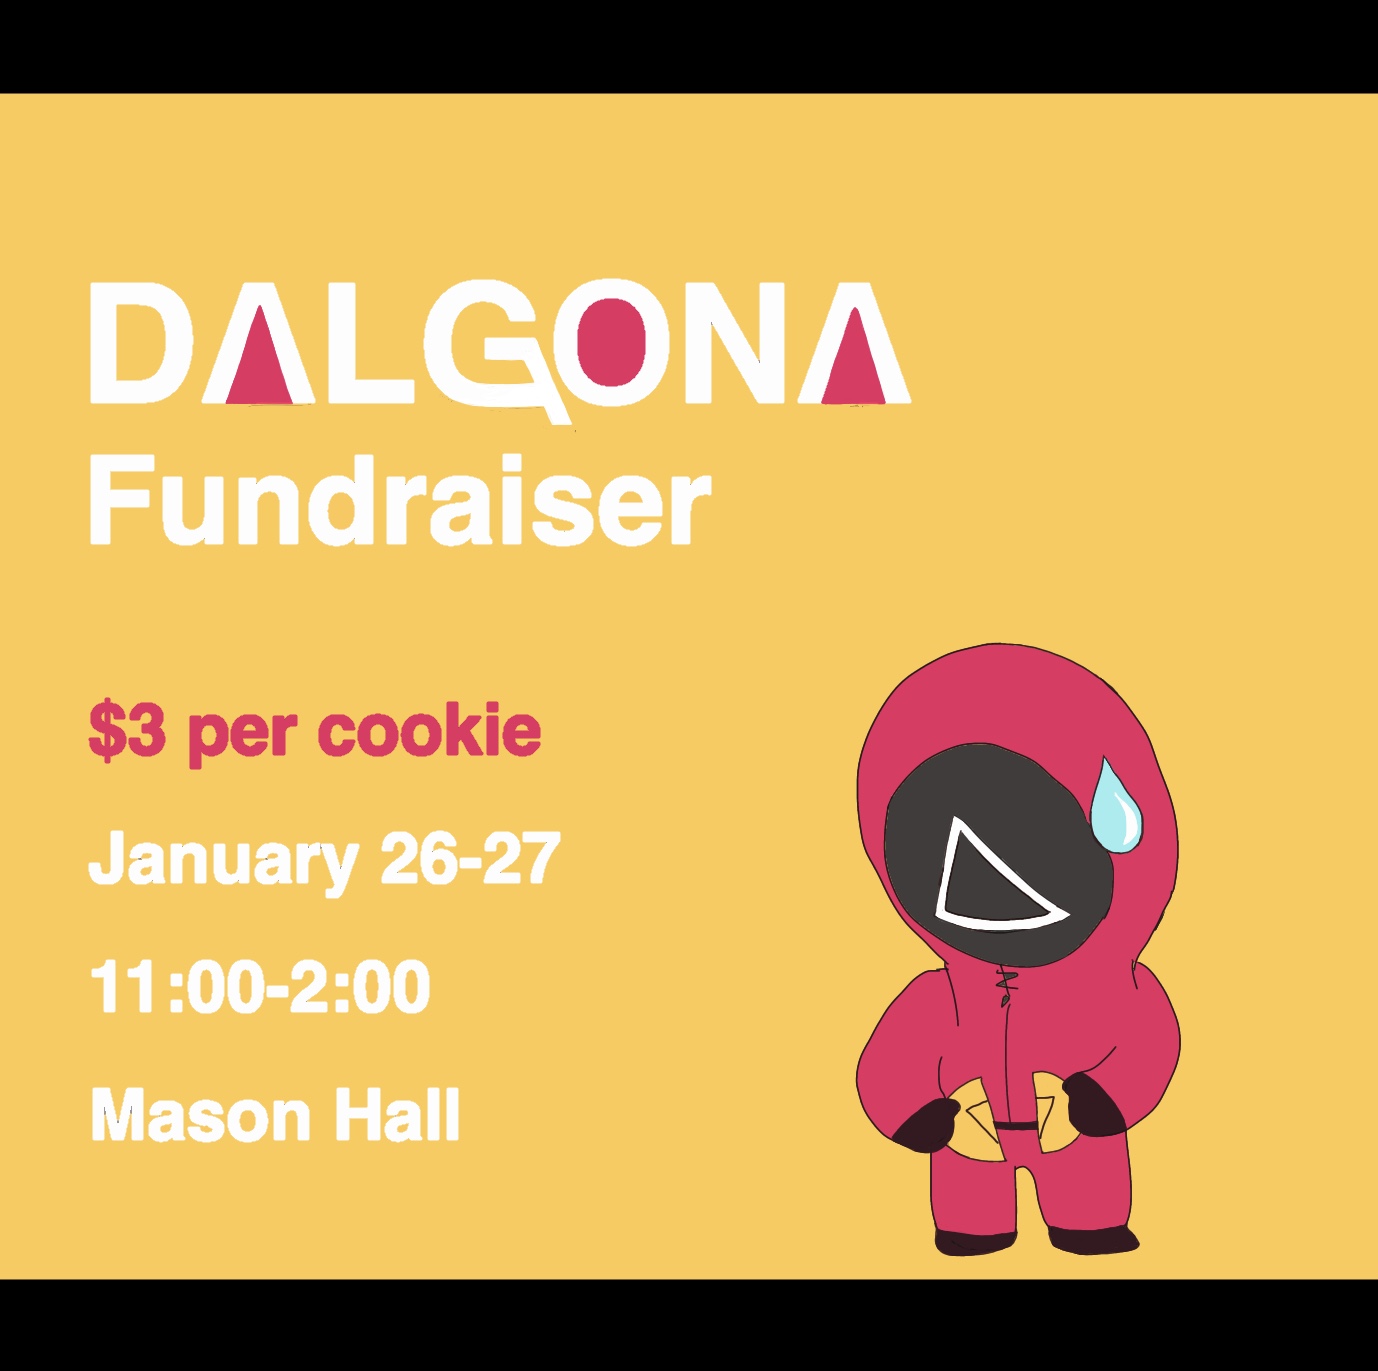 DALGONA
Fundraiser
$3 per cookie
January 26-27
11:00-2:00
Mason Hall